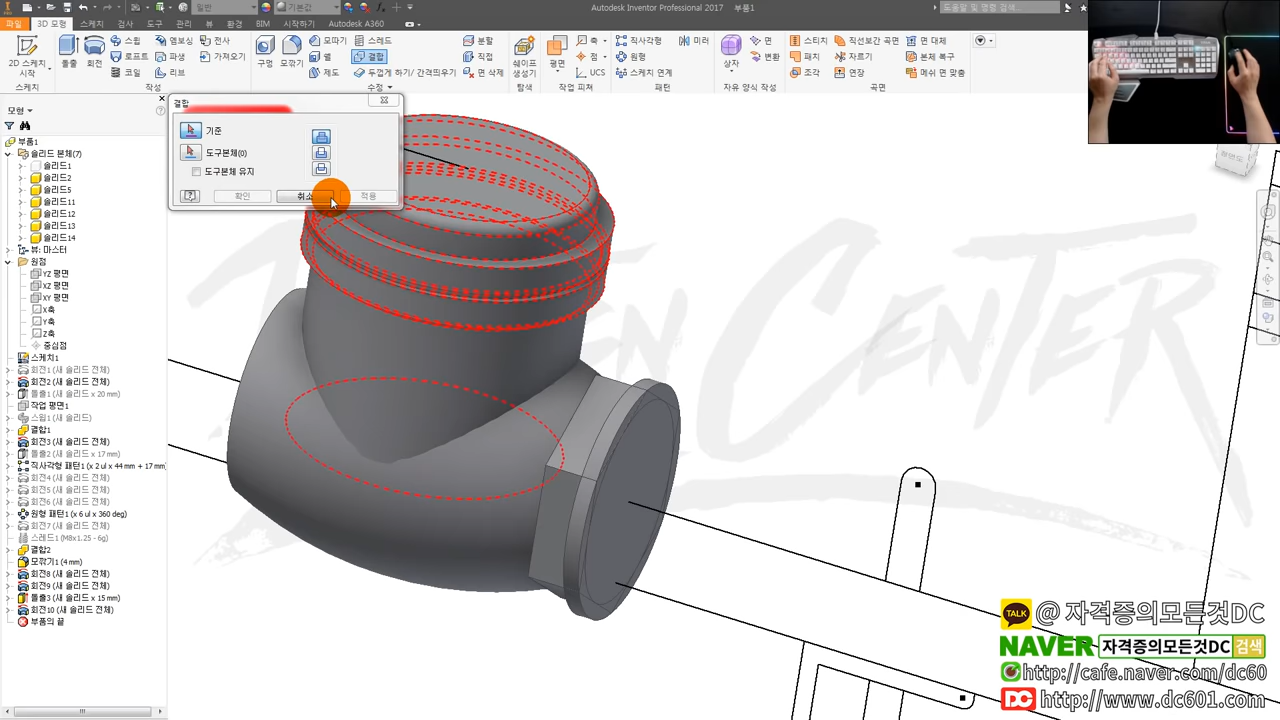 일반
기본값
Autodesk Inventor Professional 2017 부품1
도움말 및 명령 검색...
파일 3D 모형 스케치 검사 도구 관리 뷰 환경 BIM 시작하기 Autodesk A360
2D 스케치 시작
스케치
돌출 회전
스윕 엠보싱 전사
로프트 파생 가져오기
코일 리브
작성
구멍 모깎기
모따기 스레드 분할
쉘 결합 직접
제도 두껍게 하기/간격띄우기 면 삭제
수정
쉐이프 생성기
탐색
평면
축
점
UCS
작업 피쳐
직사각형 미러
원형
스케치 연계
패턴
상자
면
변환
자유 양식 작성
스티치 직선보간 곡면 면 대체
패치 자르기 본체 복구
조각 연장 메쉬 면 맞춤
곡면
모형
부품1
솔리드 본체(7)
솔리드1
솔리드2
솔리드5
솔리드11
솔리드12
솔리드13
솔리드14
뷰: 마스터
원점
YZ 평면
XZ 평면
XY 평면
X축
Y축
Z축
중심점
스케치1
회전1 (새 솔리드)
회전2 (새 솔리드 전체)
돌출1 (새 솔리드 x 20 mm)
작업 평면1
스윕1 (새 솔리드)
결합1
회전3 (새 솔리드 전체)
돌출2 (새 솔리드 x 17 mm)
직사각형 패턴1 (x 2 ul x 44 mm + 17 mm)
회전4 (새 솔리드 전체)
회전5 (새 솔리드 전체)
회전6 (새 솔리드 전체)
원형 패턴1 (x 6 ul x 360 deg)
회전7 (새 솔리드 전체)
스레드1 (M8x1.25 - 6g)
결합2
모깎기1 (4 mm)
회전8 (새 솔리드 전체)
회전9 (새 솔리드 전체)
돌출3 (새 솔리드 x 15 mm)
회전10 (새 솔리드 전체)
부품의 끝
결합
기준
도구본체(0)
도구본체 유지
확인 취소 적용
DESIGN CENTER
TALK @ 자격증의모든것DC
NAVER 자격증의모든것DC 검색
http://cafe.naver.com/dc60
DC http://www.dc601.com/